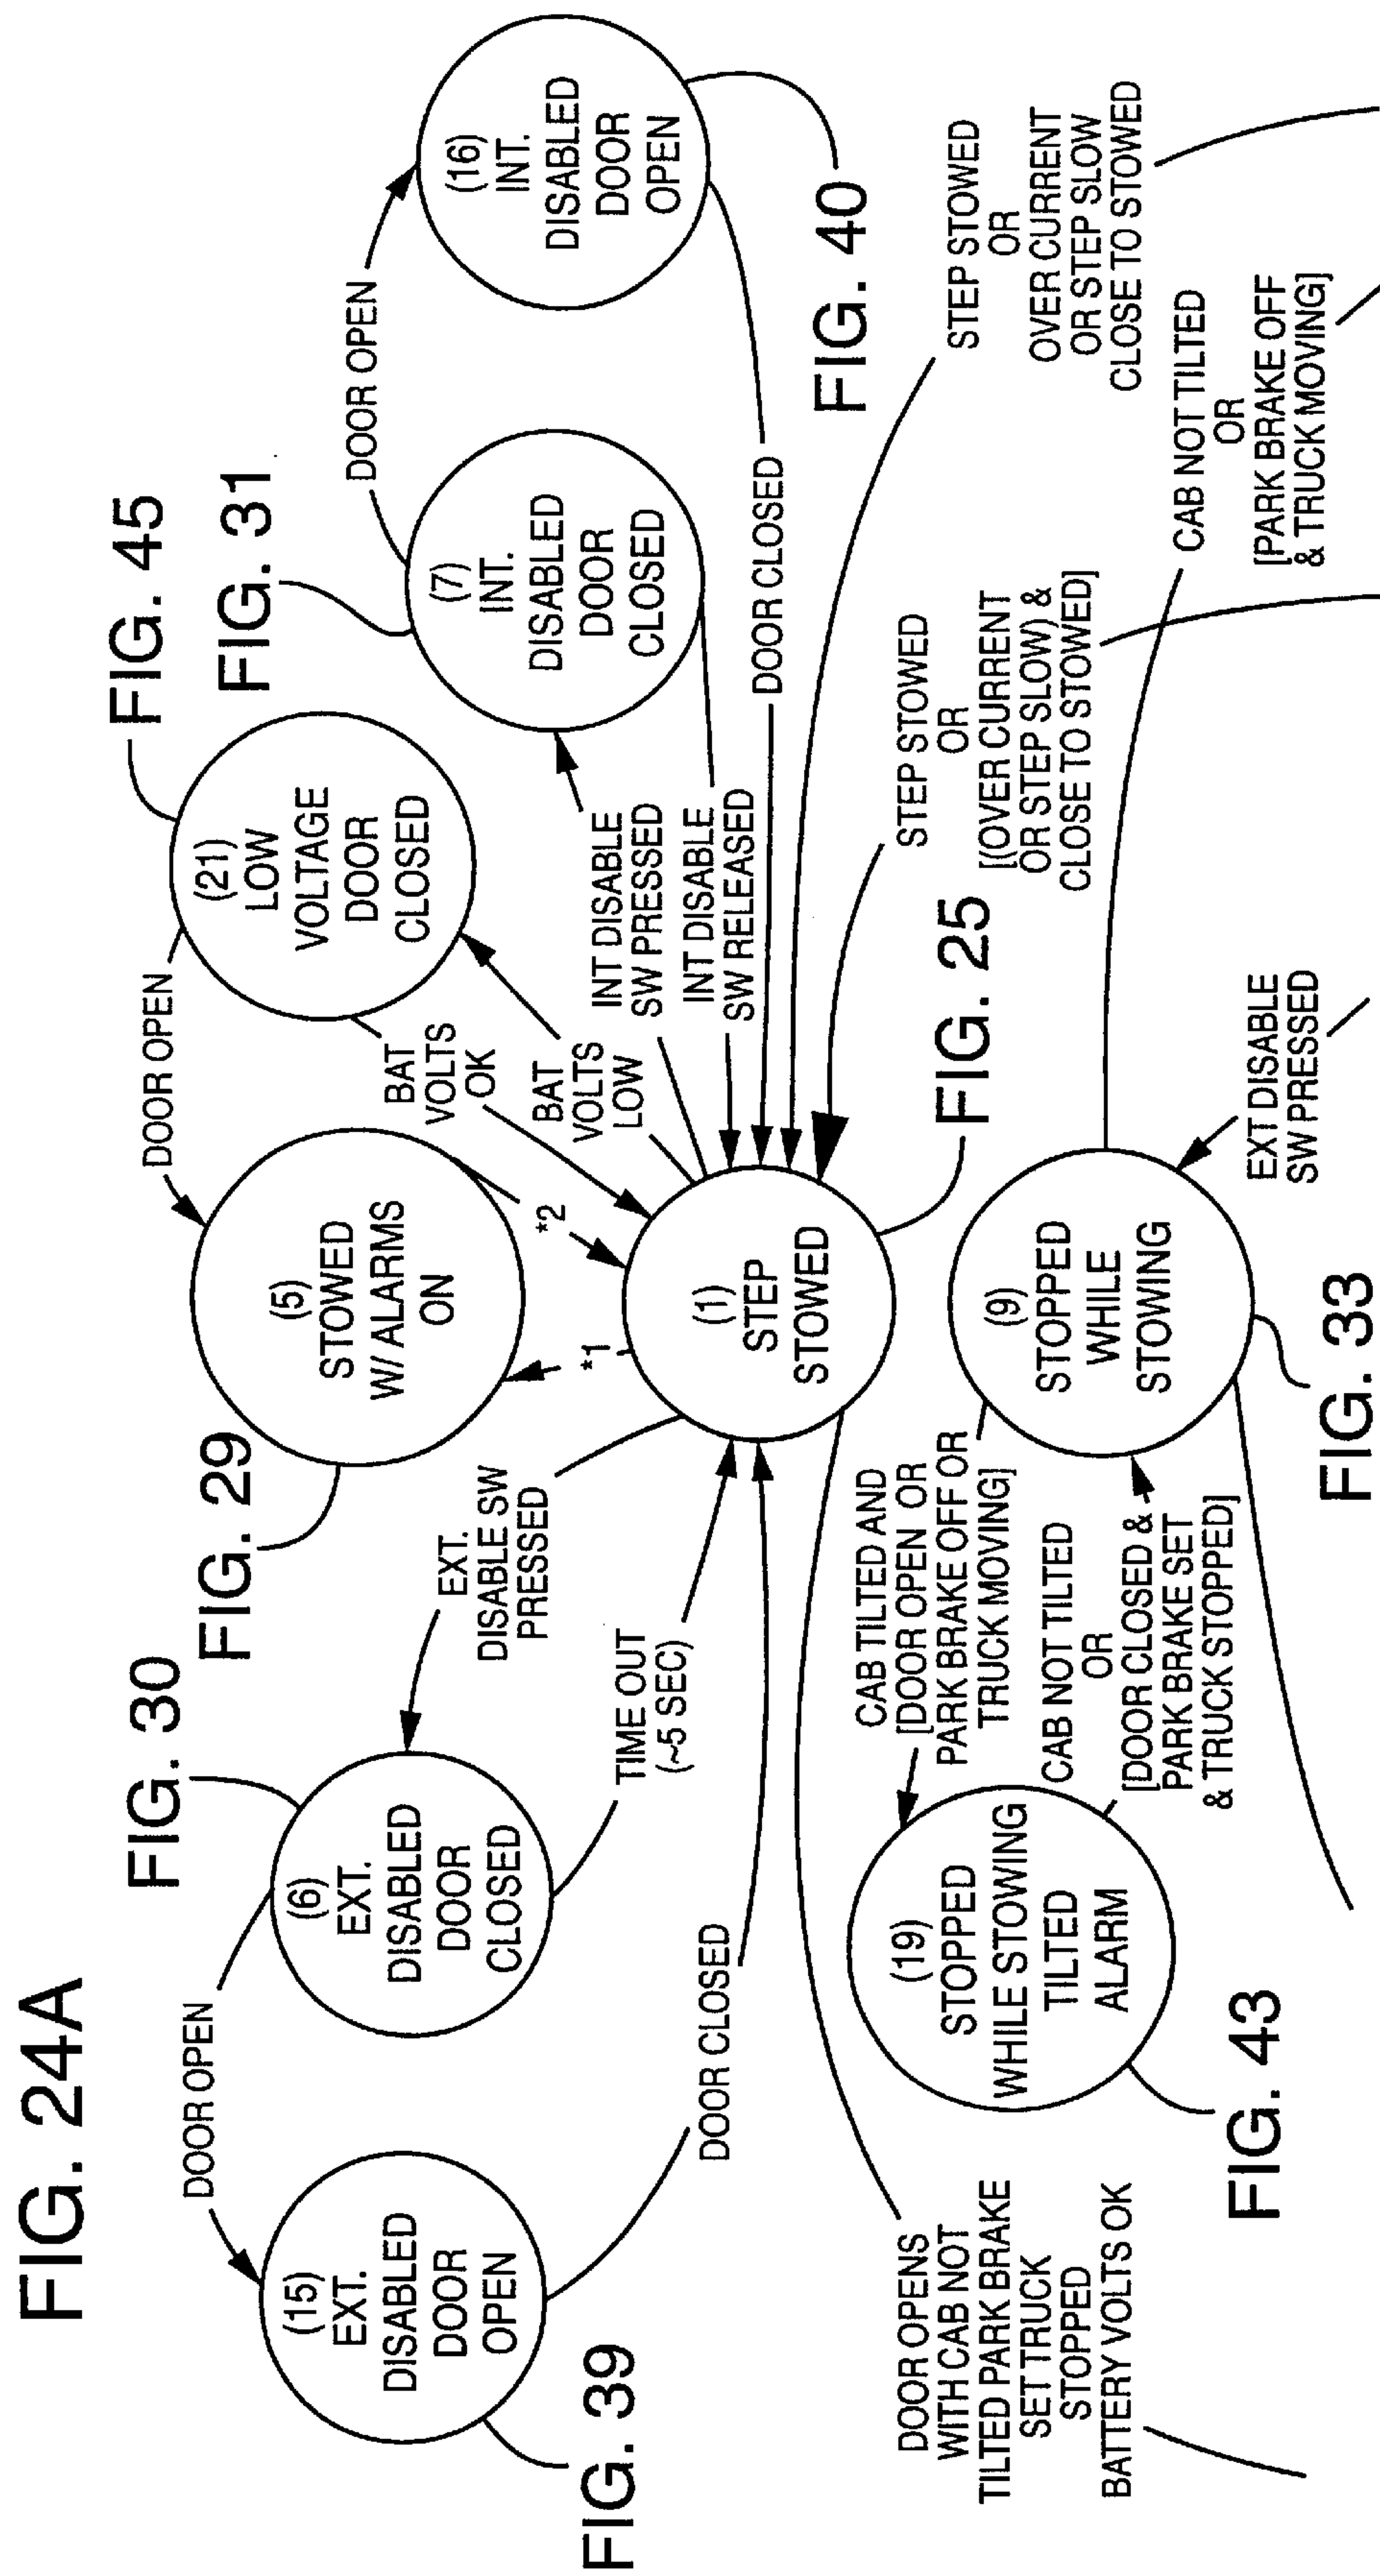 FIG. 24A
DOOR OPEN
(15)
EXT.
DISABLED
DOOR
OPEN
FIG. 39
FIG. 30
(6)
EXT.
DISABLED
DOOR
CLOSED
EXT.
DISABLE SW
PRESSED
TIME OUT
(~5 SEC)
DOOR CLOSED
FIG. 29
(5)
STOWED
W/ ALARMS
ON
DOOR OPEN
*1
*2
BAT
VOLTS
OK
BAT
VOLTS
LOW
FIG. 45
(21)
LOW
VOLTAGE
DOOR
CLOSED
FIG. 31
(7)
INT.
DISABLED
DOOR
CLOSED
DOOR OPEN
(16)
INT.
DISABLED
DOOR
OPEN
FIG. 40
INT DISABLE
SW PRESSED
INT DISABLE
SW RELEASED
DOOR CLOSED
(1)
STEP
STOWED
FIG. 25
STEP STOWED
OR
[(OVER CURRENT
OR STEP SLOW) &
CLOSE TO STOWED]
STEP STOWED
OR
OVER CURRENT
OR STEP SLOW
CLOSE TO STOWED
CAB NOT TILTED
OR
[PARK BRAKE OFF
& TRUCK MOVING]
DOOR OPENS
WITH CAB NOT
TILTED PARK BRAKE
SET TRUCK
STOPPED
BATTERY VOLTS OK
(19)
STOPPED
WHILE STOWING
TILTED
ALARM
FIG. 43
CAB TILTED AND
[DOOR OPEN OR
PARK BRAKE OFF OR
TRUCK MOVING]
CAB NOT TILTED
OR
[DOOR CLOSED &
PARK BRAKE SET
& TRUCK STOPPED]
(9)
STOPPED
WHILE
STOWING
FIG. 33
EXT DISABLE
SW PRESSED